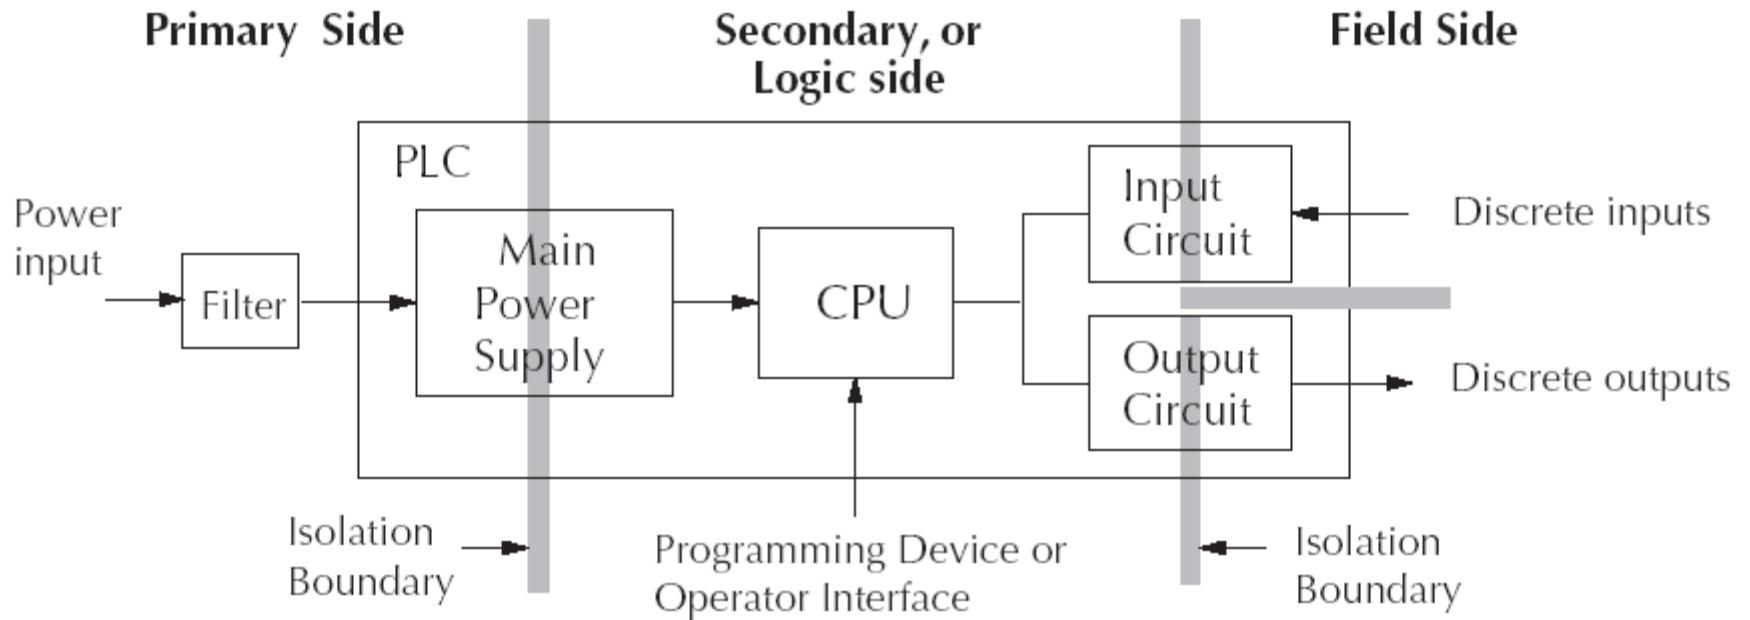 Primary Side
Secondary, or
Logic side
Field Side
PLC
Power
input
Filter
Main
Power
Supply
CPU
Input
Circuit
Output
Circuit
Discrete inputs
Discrete outputs
Isolation
Boundary
Programming Device or
Operator Interface
Isolation
Boundary